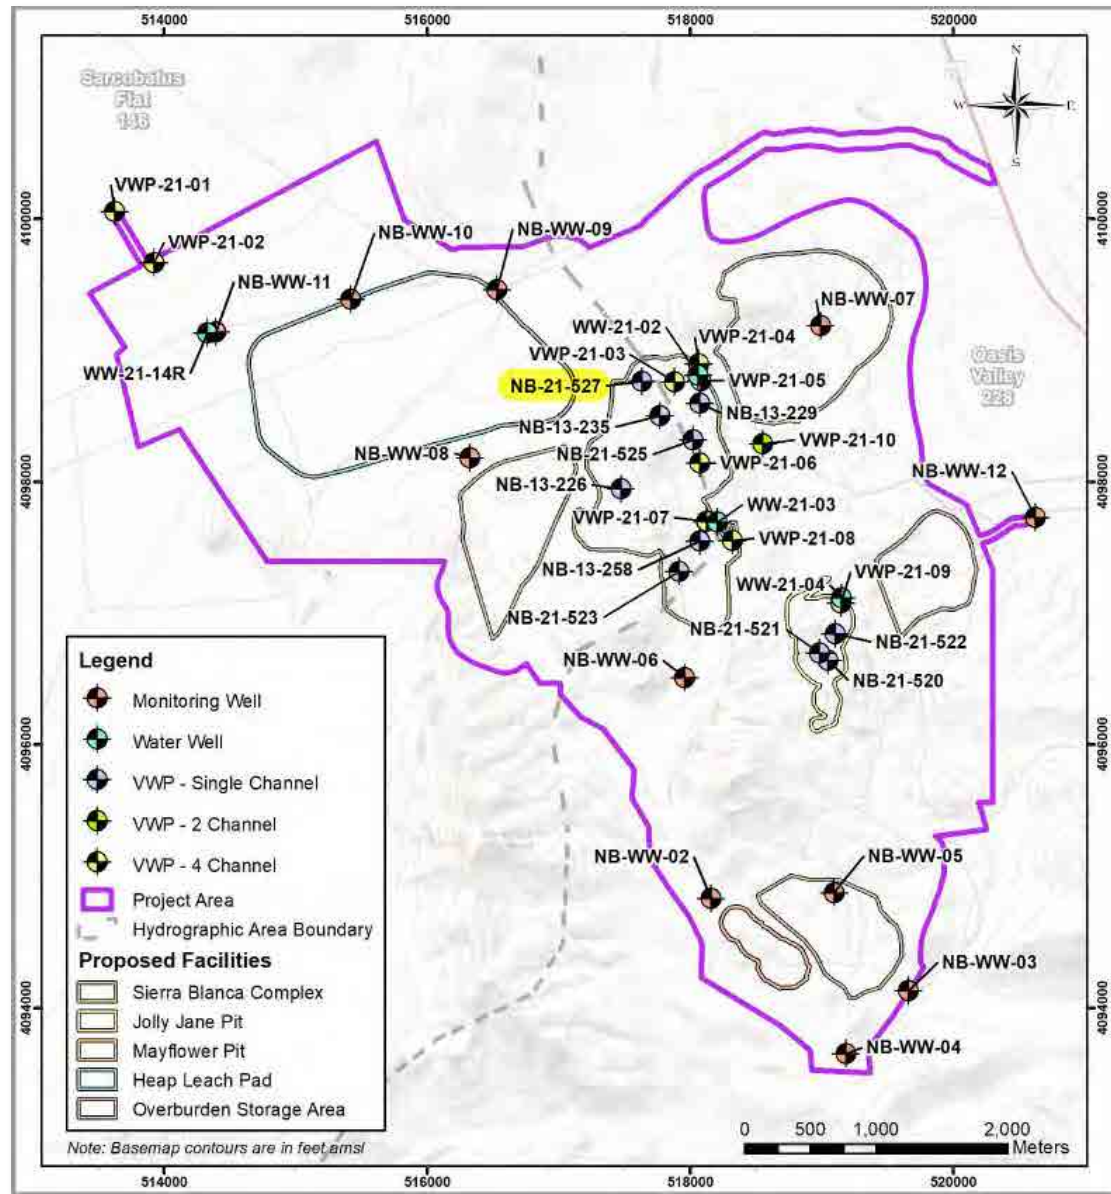 514000 516000 518000 520000
Sarcobatus
Flat
146
N
W E
S
VWP-21-01
4100000 4100000
VWP-21-02
NB-WW-10
NB-WW-09
NB-WW-11
NB-WW-07
WW-21-02
VWP-21-04
VWP-21-03
WW-21-14R
Oasis
Valley
228
NB-21-527
VWP-21-05
NB-13-229
NB-13-235
VWP-21-10
NB-WW-08
NB-21-525
VWP-21-06
NB-WW-12
4098000 4098000
NB-13-226
WW-21-03
VWP-21-07
VWP-21-08
NB-13-258
WW-21-04
VWP-21-09
NB-21-523
NB-21-521
NB-21-522
NB-WW-06
NB-21-520
4096000 4096000
NB-WW-02
NB-WW-05
NB-WW-03
4094000 4094000
NB-WW-04
Legend
Monitoring Well
Water Well
VWP - Single Channel
VWP - 2 Channel
VWP - 4 Channel
Project Area
Hydrographic Area Boundary
Proposed Facilities
Sierra Blanca Complex
Jolly Jane Pit
Mayflower Pit
Heap Leach Pad
Overburden Storage Area
Note: Basemap contours are in feet amsl
0 500 1,000 2,000
Meters
514000 516000 518000 520000